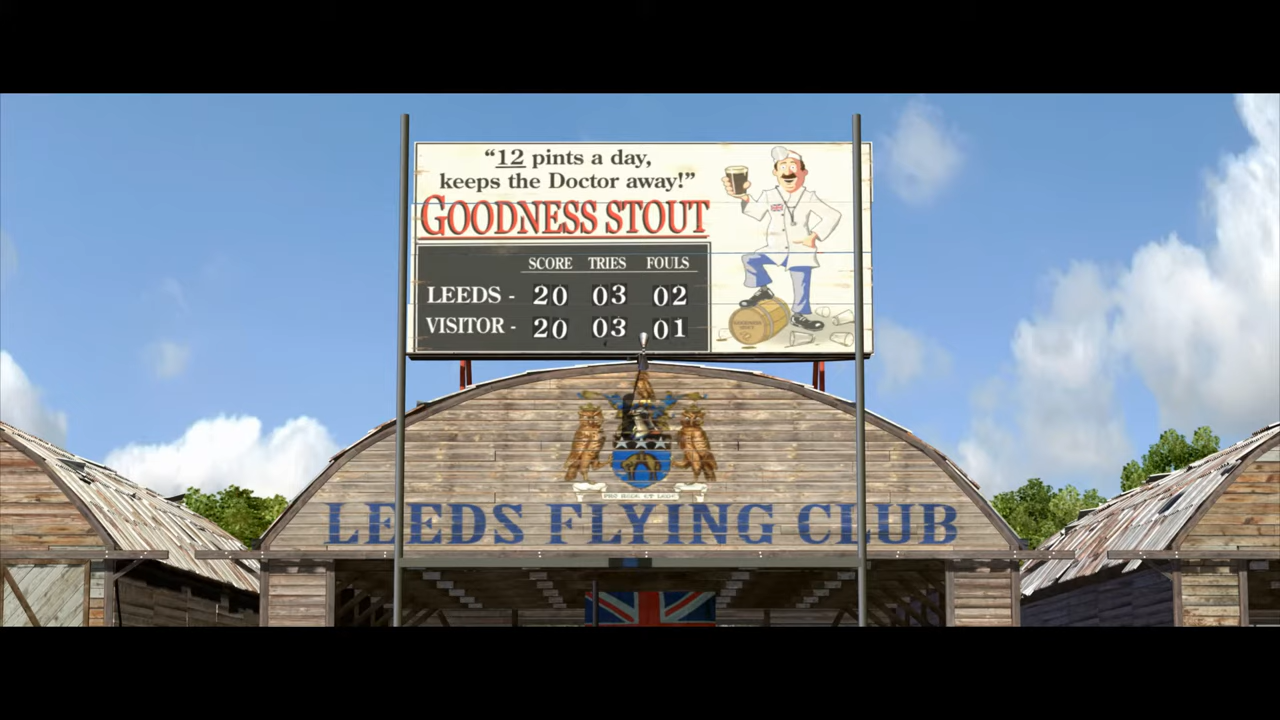 “12 pints a day,
keeps the Doctor away!”
GOODNESS STOUT
SCORE TRIES FOULS
LEEDS - 20 03 02
VISITOR - 20 03 01
LEEDS FLYING CLUB